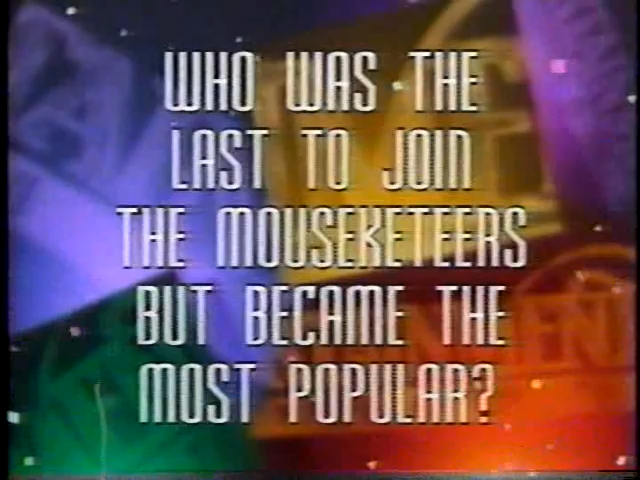 WHO WAS THE
LAST TO JOIN
THE MOUSEKETEERS
BUT BECAME THE
MOST POPULAR?